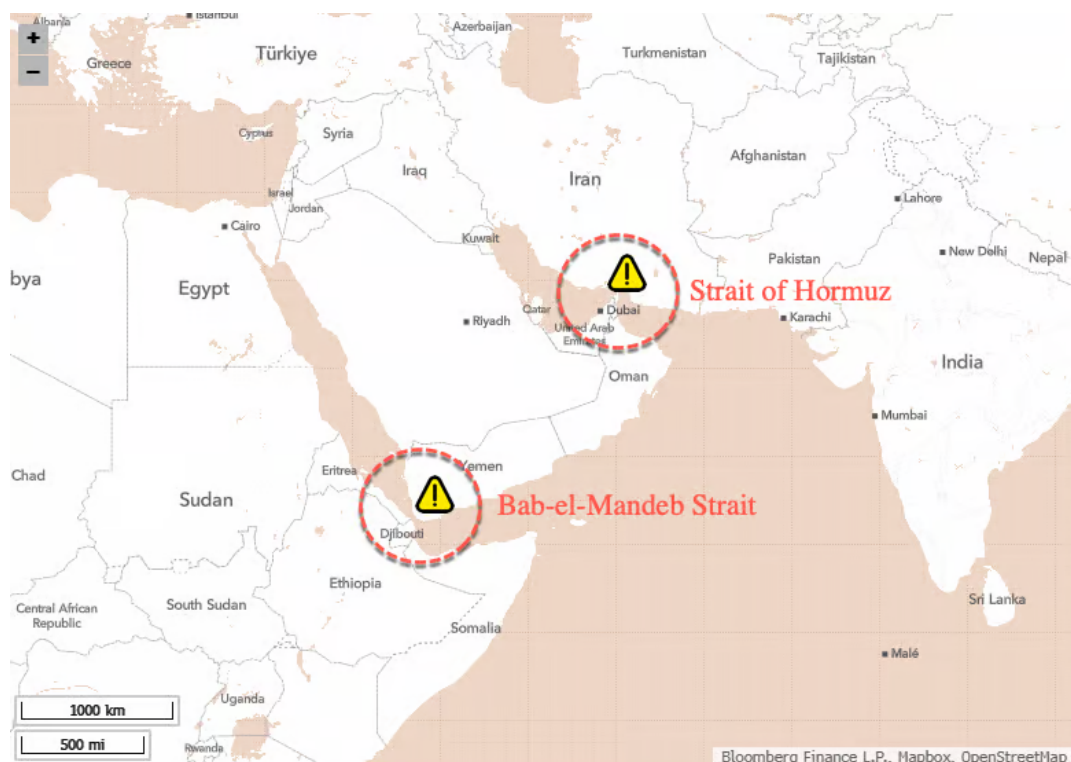 Albania
Istanbul
Azerbaijan
+
Greece
Türkiye
Turkmenistan
Tajikistan
−
Cyprus
Syria
Afghanistan
Iraq
Iran
Israel
Jordan
Lahore
Cairo
Kuwait
New Delhi
Pakistan
Nepal
bya
Egypt
Strait of Hormuz
Qatar
Dubai
Riyadh
Karachi
United Arab
Emirates
India
Oman
Mumbai
Eritrea
Yemen
Chad
Sudan
Bab-el-Mandeb Strait
Djibouti
Ethiopia
Central African
Republic
South Sudan
Sri Lanka
Somalia
Malé
Uganda
1000 km
500 mi
Rwanda
Bloomberg Finance L.P., Mapbox, OpenStreetMap